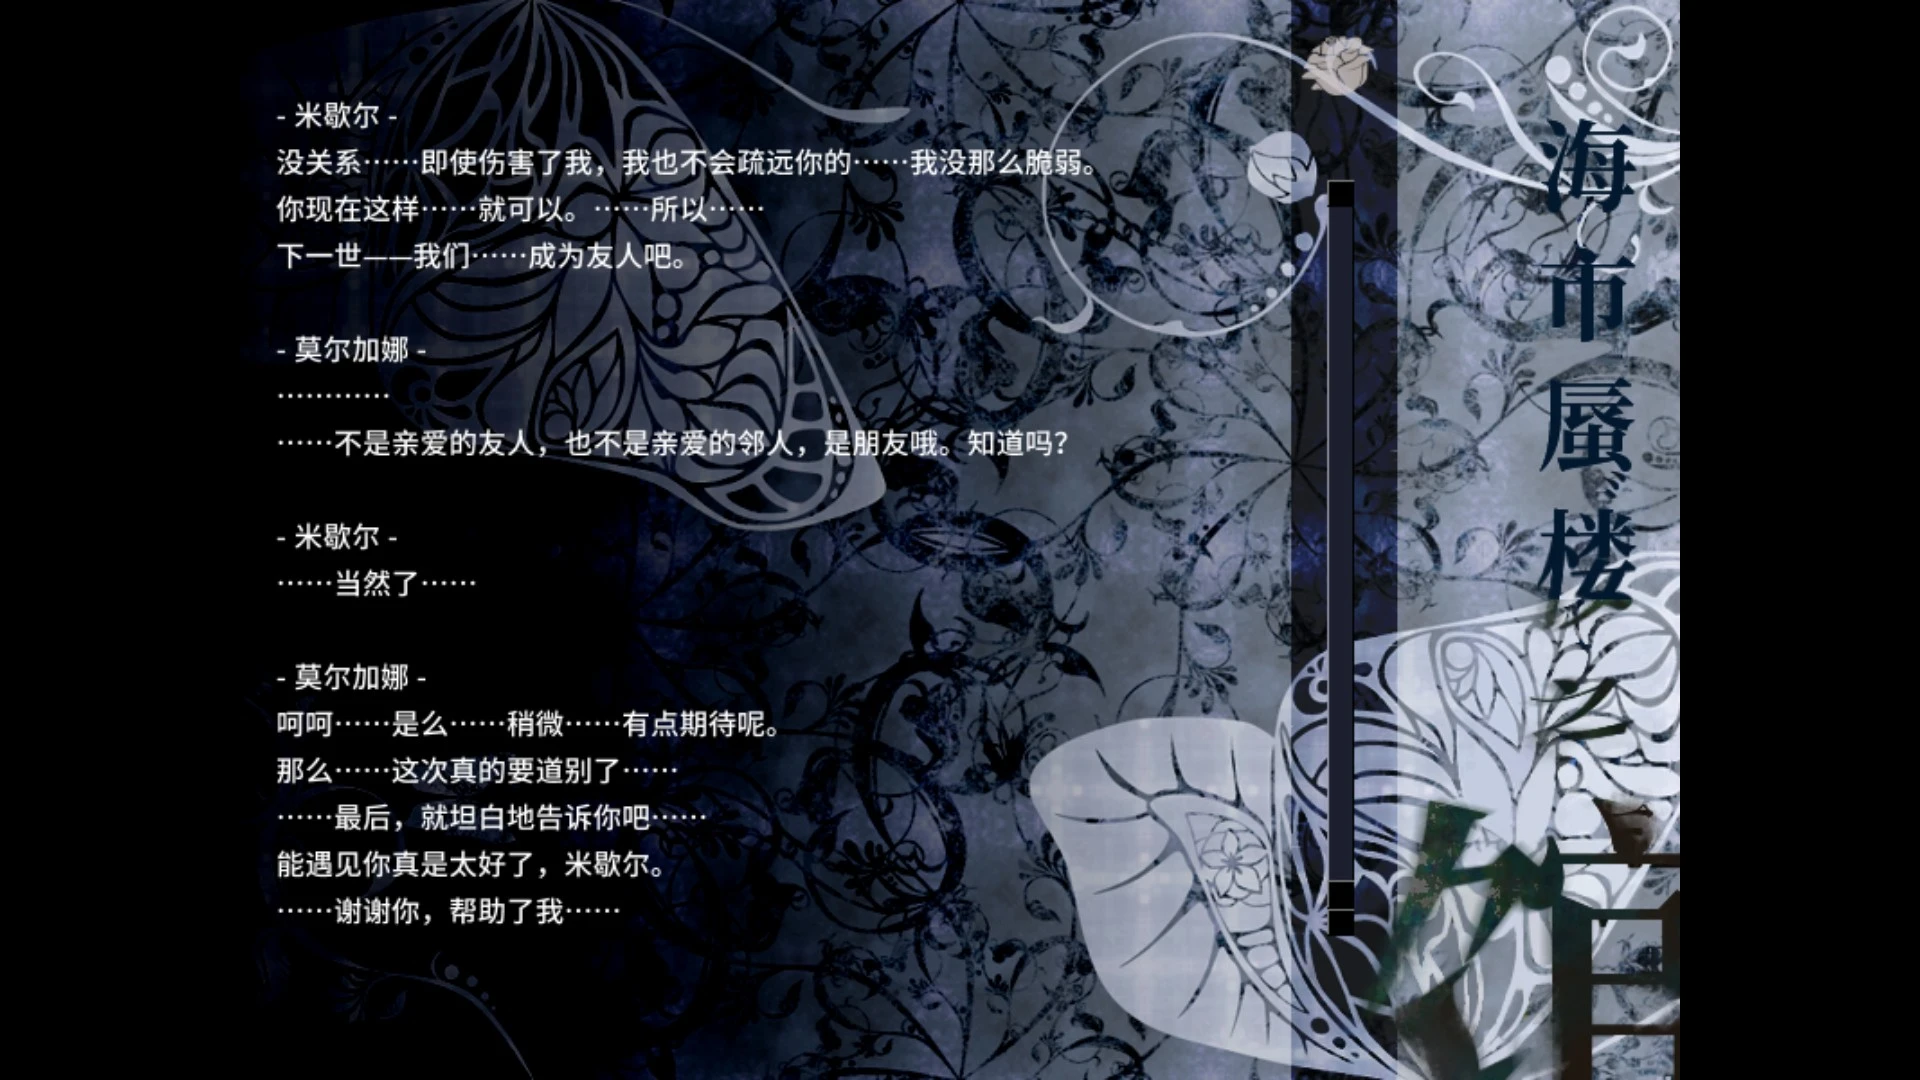 - 米歇尔 -
没关系……即使伤害了我，我也不会疏远你的……我没那么脆弱。
你现在这样……就可以。……所以……
下一世——我们……成为友人吧。
- 莫尔加娜 -
…………
……不是亲爱的友人，也不是亲爱的邻人，是朋友哦。知道吗？
- 米歇尔 -
……当然了……
- 莫尔加娜 -
呵呵……是么……稍微……有点期待呢。
那么……这次真的要道别了……
……最后，就坦白地告诉你吧……
能遇见你真是太好了，米歇尔。
……谢谢你，帮助了我……
海市蜃楼之馆